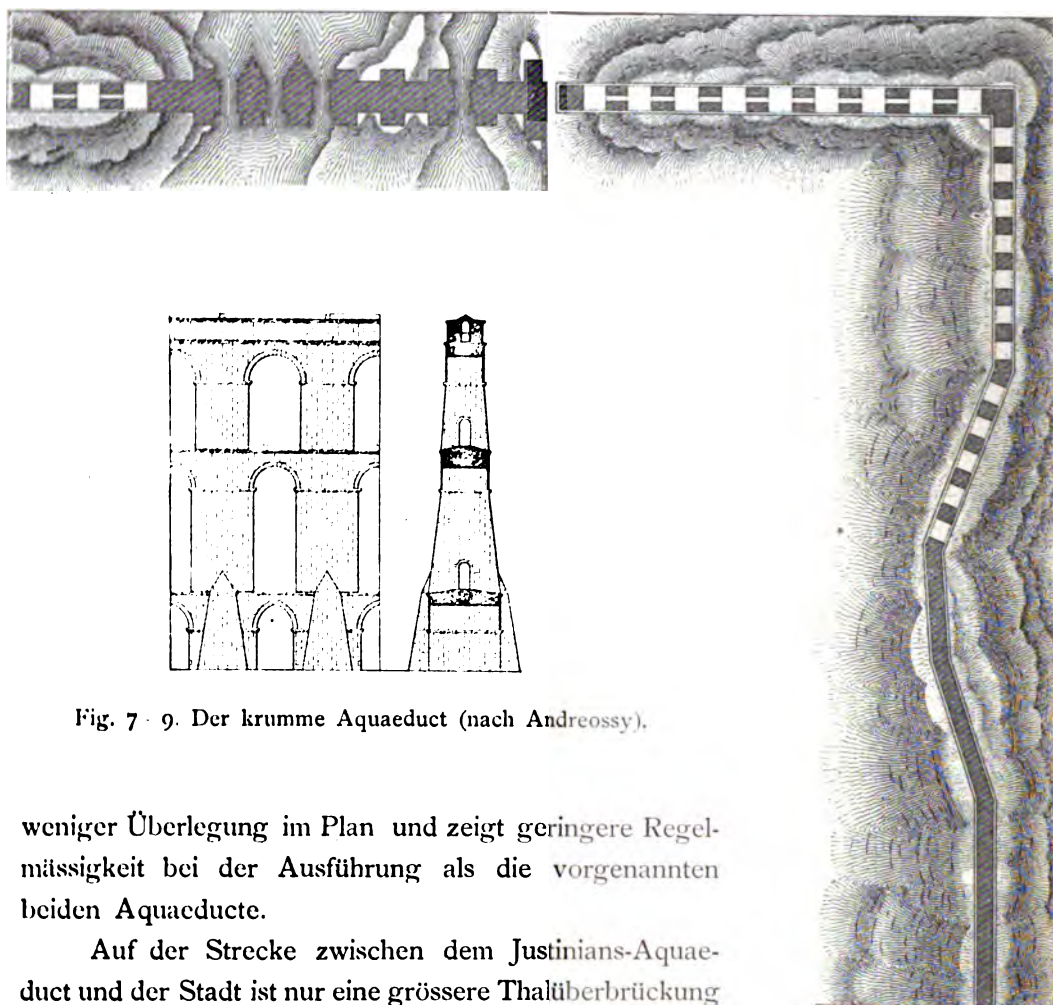 Fig. 7 - 9. Der krumme Aquaeduct (nach Andreossy).
weniger Überlegung im Plan und zeigt geringere Regel-
mässigkeit bei der Ausführung als die vorgenannten
beiden Aquaeducte.
Auf der Strecke zwischen dem Justinians-Aquae-
duct und der Stadt ist nur eine grössere Thalüberbrückung